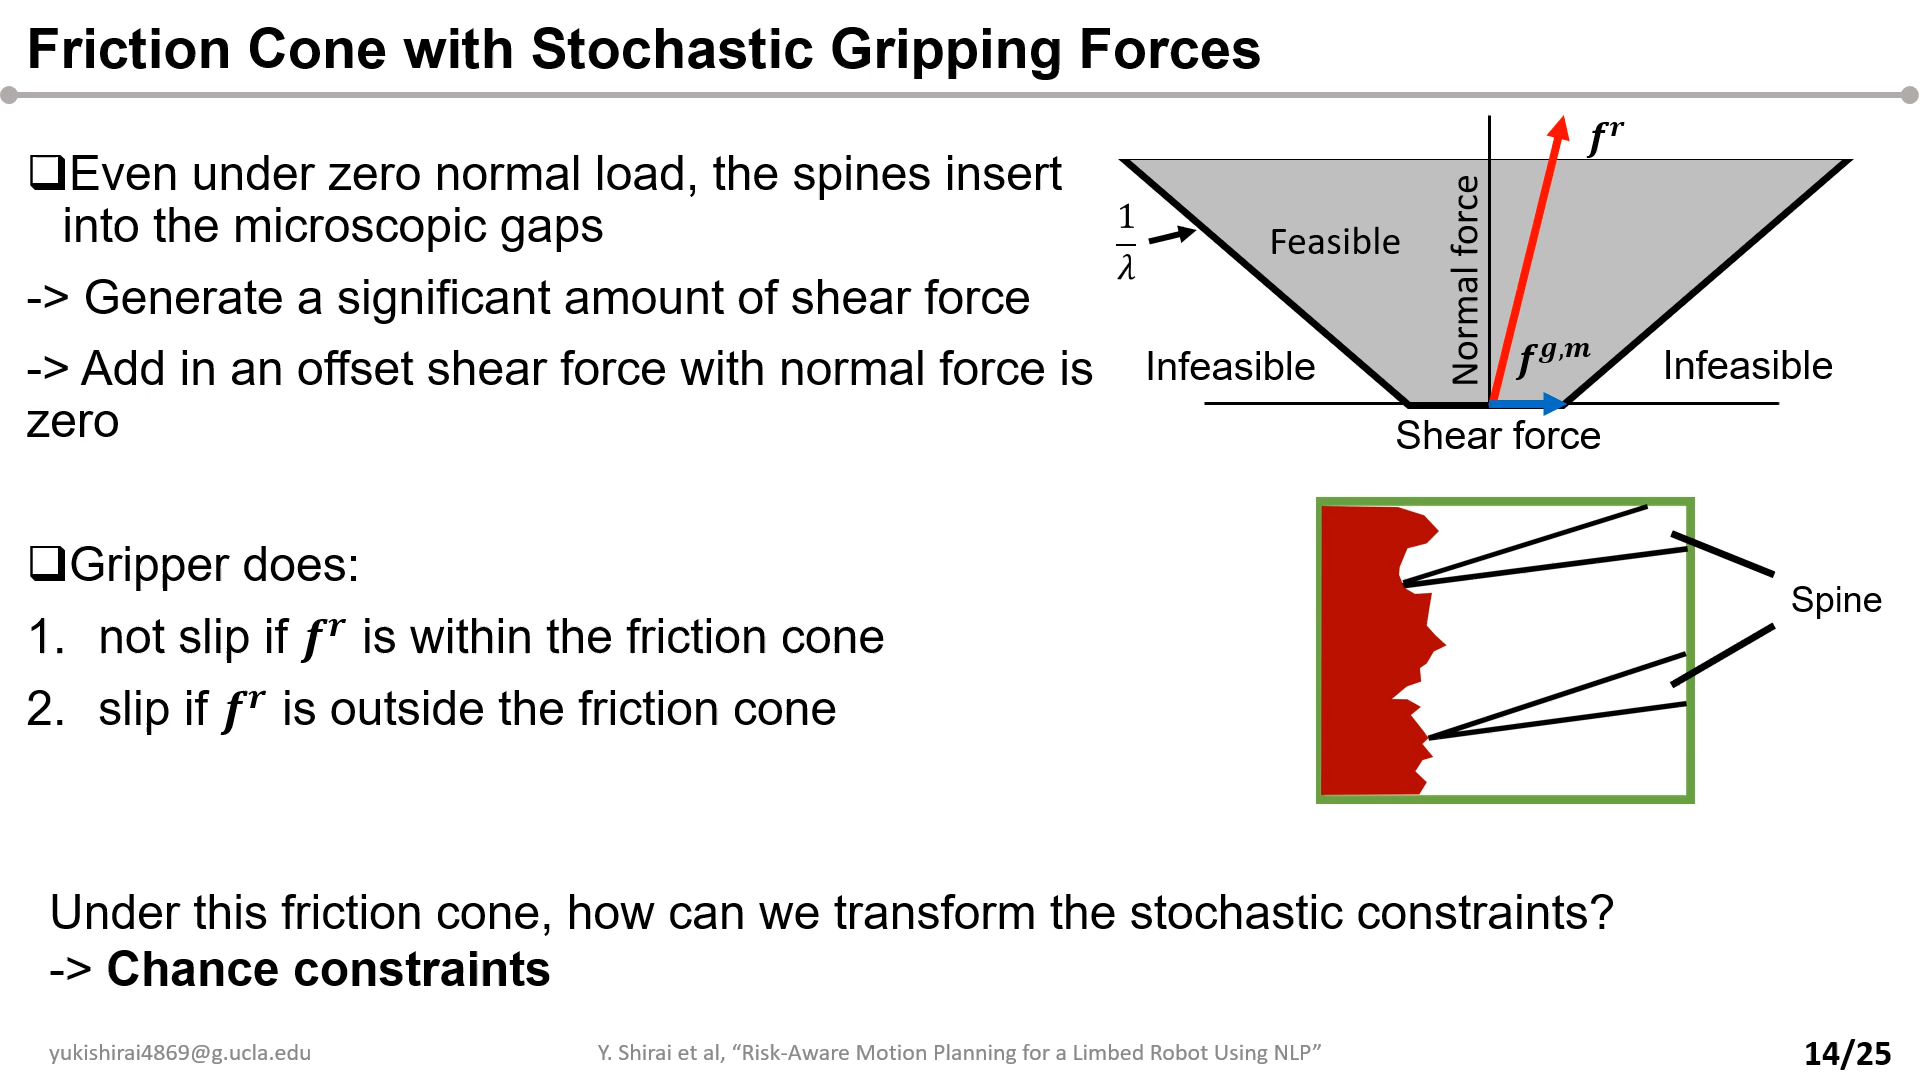 Friction Cone with Stochastic Gripping Forces
❑Even under zero normal load, the spines insert
into the microscopic gaps
-> Generate a significant amount of shear force
-> Add in an offset shear force with normal force is
zero
❑Gripper does:
1. not slip if f^r is within the friction cone
2. slip if f^r is outside the friction cone
f^r
1/λ
Feasible
Normal force
f^{g,m}
Infeasible
Infeasible
Shear force
Spine
Under this friction cone, how can we transform the stochastic constraints?
-> Chance constraints
yukishirai4869@g.ucla.edu
Y. Shirai et al, “Risk-Aware Motion Planning for a Limbed Robot Using NLP”
14/25